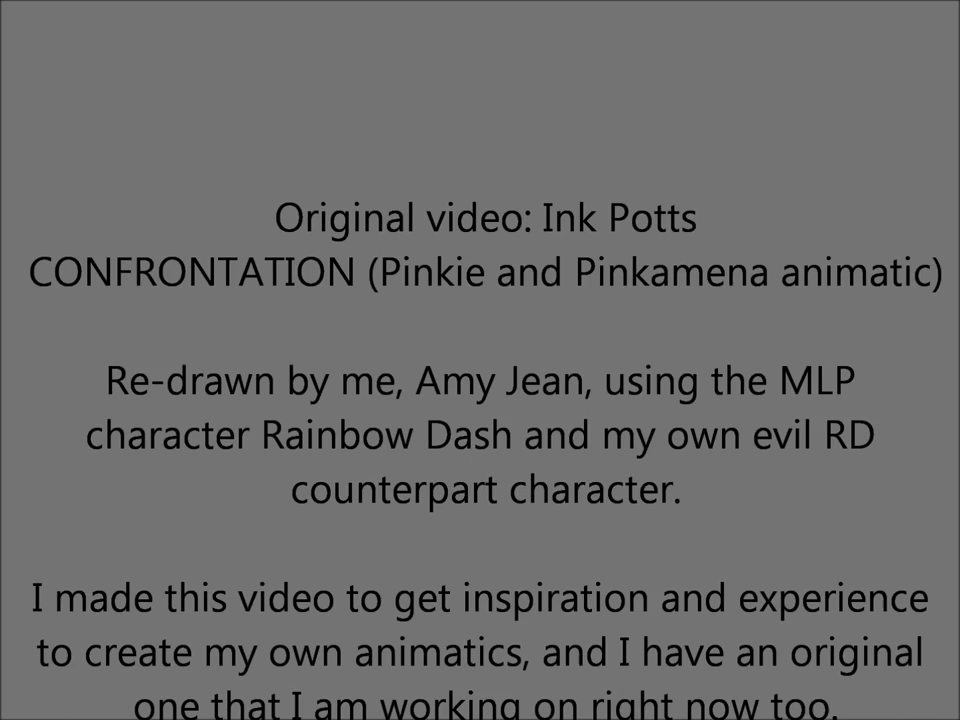 Original video: Ink Potts
CONFRONTATION (Pinkie and Pinkamena animatic)
Re-drawn by me, Amy Jean, using the MLP
character Rainbow Dash and my own evil RD
counterpart character.
I made this video to get inspiration and experience
to create my own animatics, and I have an original
one that I am working on right now too.